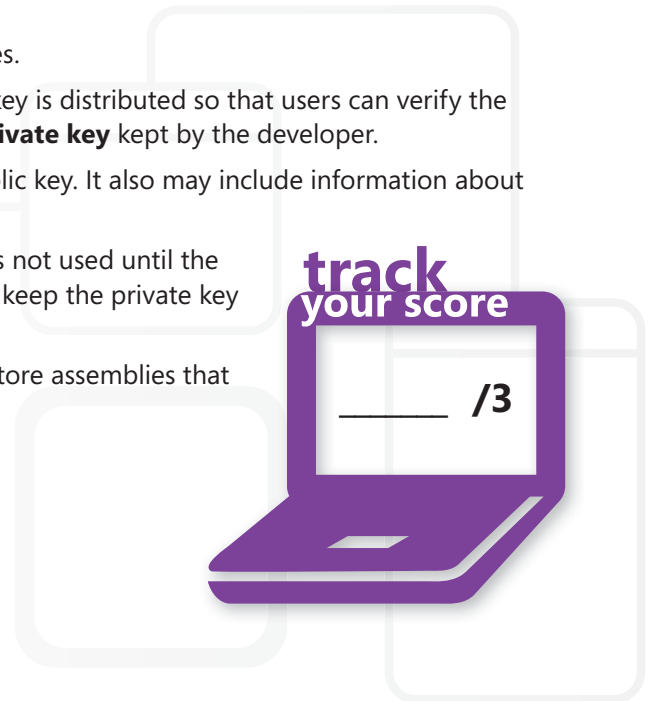 es.
key is distributed so that users can verify the
ivate key kept by the developer.
lic key. It also may include information about
s not used until the
keep the private key
tore assemblies that
track
your score
_______ /3